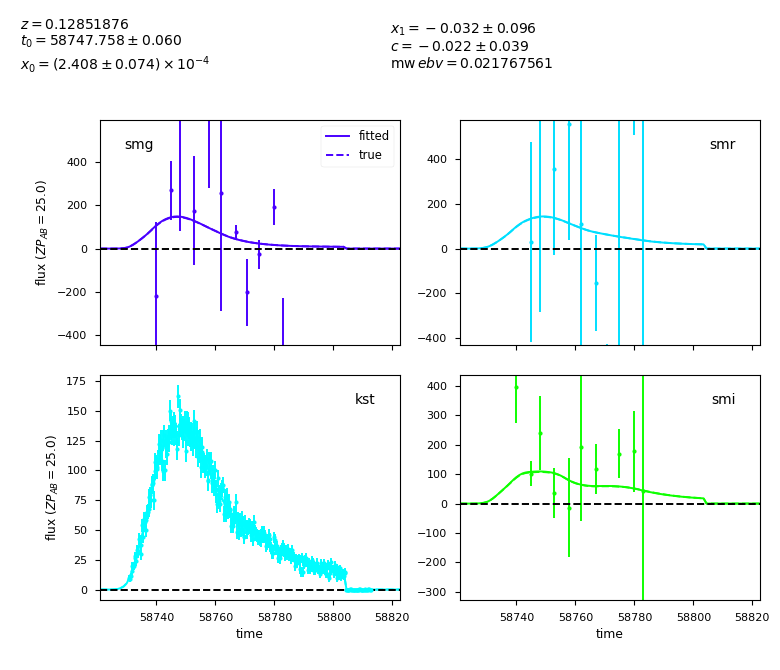 z = 0.12851876
t0 = 58747.758 ± 0.060
x0 = (2.408 ± 0.074) × 10^-4
x1 = −0.032 ± 0.096
c = −0.022 ± 0.039
mwebv = 0.021767561
smg
fitted
true
400
200
0
−200
−400
flux (ZP_AB = 25.0)
smr
400
200
0
−200
−400
kst
175
150
125
100
75
50
25
0
flux (ZP_AB = 25.0)
58740 58760 58780 58800 58820
time
smi
400
300
200
100
0
−100
−200
−300
58740 58760 58780 58800 58820
time